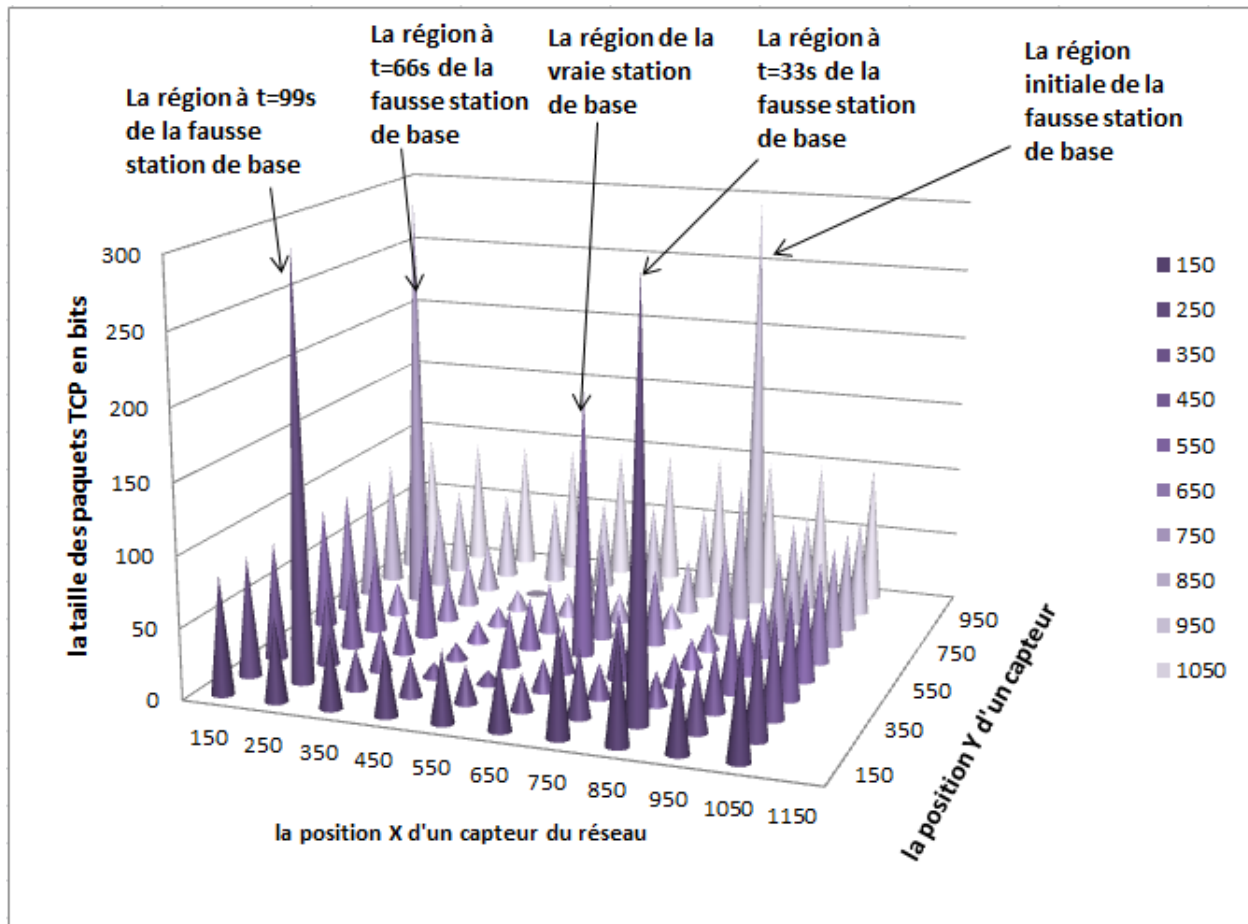 La région à t=99s
de la fausse
station de base
La région à
t=66s de la
fausse station
de base
La région de la
vraie station
de base
La région à
t=33s de la
fausse station
de base
La région
initiale de la
fausse station
de base
la taille des paquets TCP en bits
300
250
200
150
100
50
0
150
250
350
450
550
650
750
850
950
1050
1150
la position X d'un capteur du réseau
150
350
550
750
950
la position Y d'un capteur
150
250
350
450
550
650
750
850
950
1050